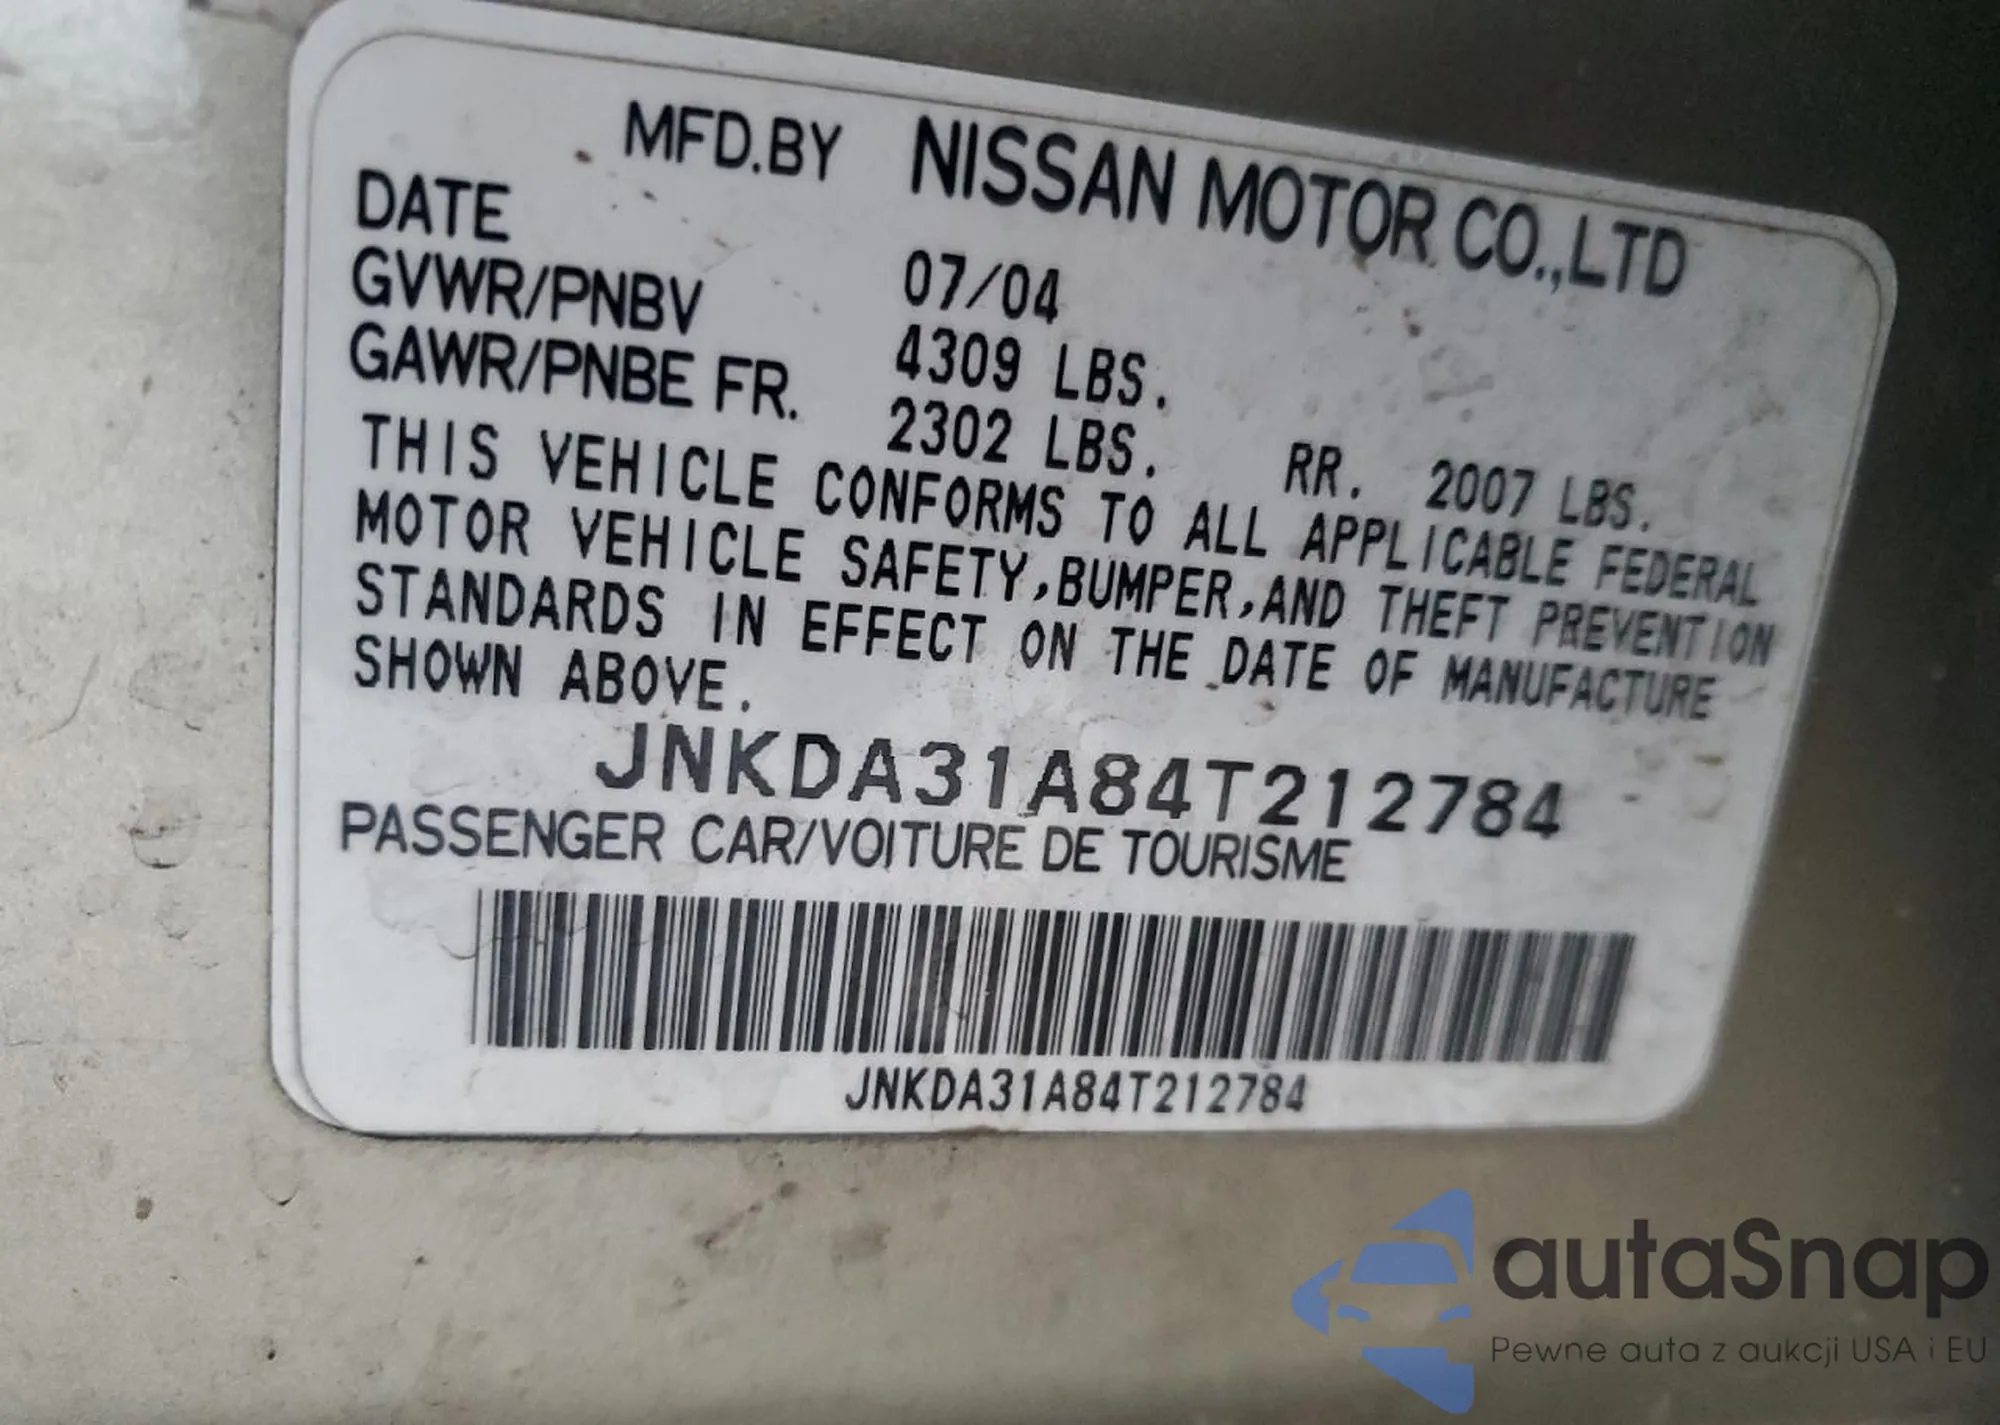 MFD.BY NISSAN MOTOR CO.,LTD
DATE 07/04
GVWR/PNBV 4309 LBS.
GAWR/PNBE FR. 2302 LBS. RR. 2007 LBS.
THIS VEHICLE CONFORMS TO ALL APPLICABLE FEDERAL
MOTOR VEHICLE SAFETY,BUMPER,AND THEFT PREVENTION
STANDARDS IN EFFECT ON THE DATE OF MANUFACTURE
SHOWN ABOVE.
JNKDA31A84T212784
PASSENGER CAR/VOITURE DE TOURISME
JNKDA31A84T212784
autaSnap
Pewne auta z aukcji USA i EU